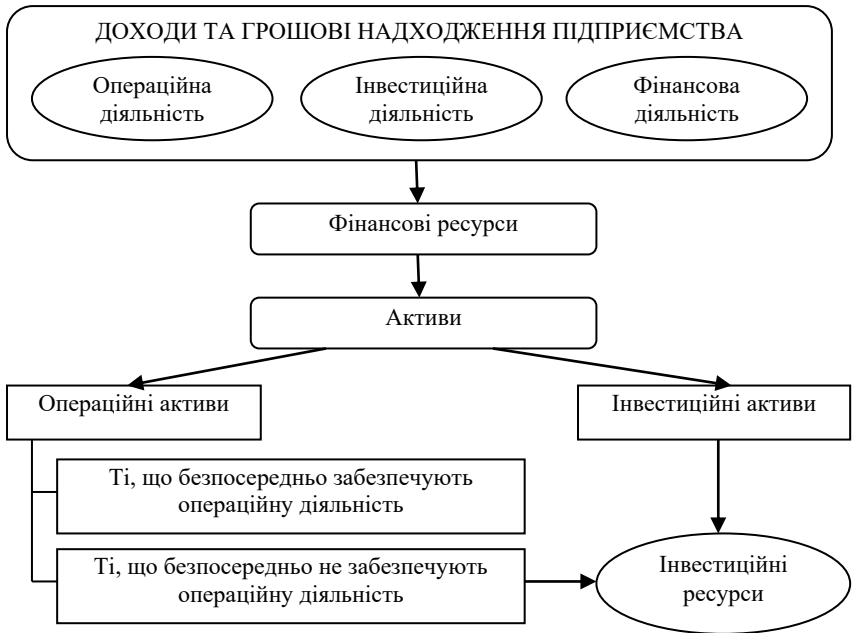 ДОХОДИ ТА ГРОШОВІ НАДХОДЖЕННЯ ПІДПРИЄМСТВА
Операційна
діяльність
Інвестиційна
діяльність
Фінансова
діяльність
Фінансові ресурси
Активи
Операційні активи
Інвестиційні активи
Ті, що безпосередньо забезпечують
операційну діяльність
Ті, що безпосередньо не забезпечують
операційну діяльність
Інвестиційні
ресурси